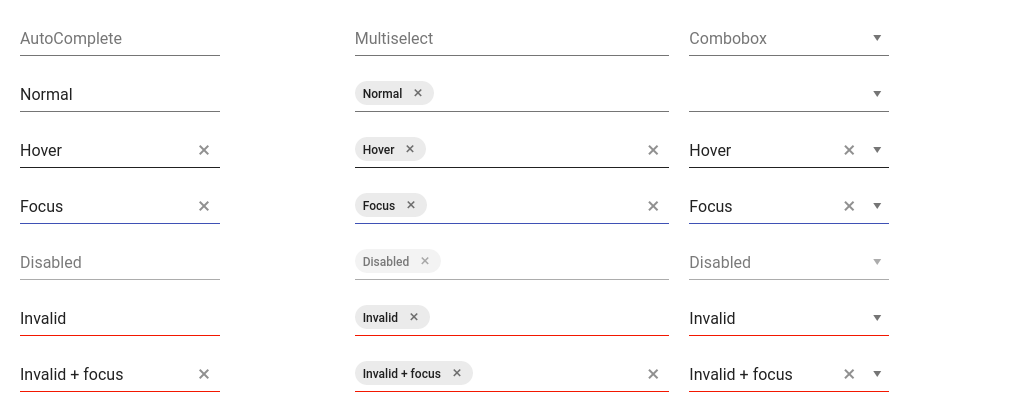 AutoComplete Multiselect Combobox
Normal Normal
Hover Hover Hover
Focus Focus Focus
Disabled Disabled Disabled
Invalid Invalid Invalid
Invalid + focus Invalid + focus Invalid + focus